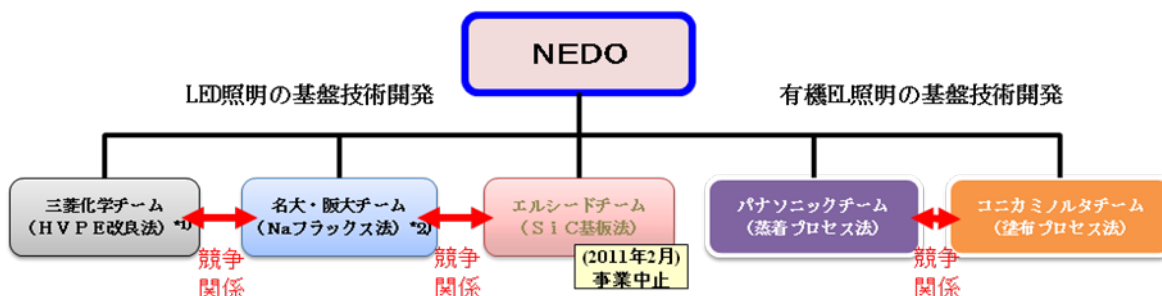 NEDO
LED照明の基盤技術開発
有機EL照明の基盤技術開発
三菱化学チーム
(HVPE改良法) *1)
名大・阪大チーム
(Naフラックス法) *2)
エルシードチーム
(SiC基板法)
パナソニックチーム
(蒸着プロセス法)
コニカミノルタチーム
(塗布プロセス法)
競争
関係
競争
関係
(2011年2月)
事業中止
競争
関係